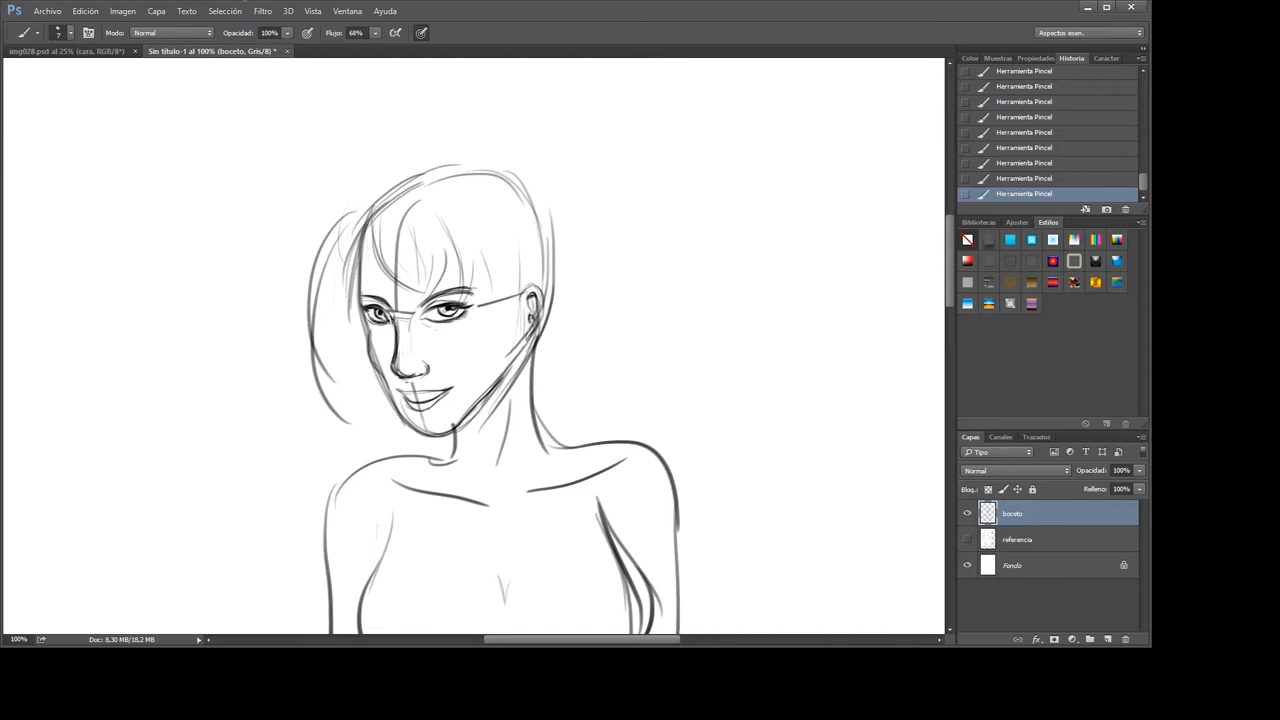 Ps Archivo Edición Imagen Capa Texto Selección Filtro 3D Vista Ventana Ayuda
7 Modo: Normal Opacidad: 100% Flujo: 68% Aspectos esen.
img028.psd al 25% (cara, RGB/8*) × Sin título-1 al 100% (boceto, Gris/8) * ×
Color Muestras Propiedades Historia Carácter
Herramienta Pincel
Herramienta Pincel
Herramienta Pincel
Herramienta Pincel
Herramienta Pincel
Herramienta Pincel
Herramienta Pincel
Herramienta Pincel
Herramienta Pincel
Bibliotecas Ajustes Estilos
Capas Canales Trazados
Tipo
Normal Opacidad: 100%
Bloq.: Relleno: 100%
boceto
referencia
Fondo
100% Doc: 8,30 MB/18,2 MB
fx